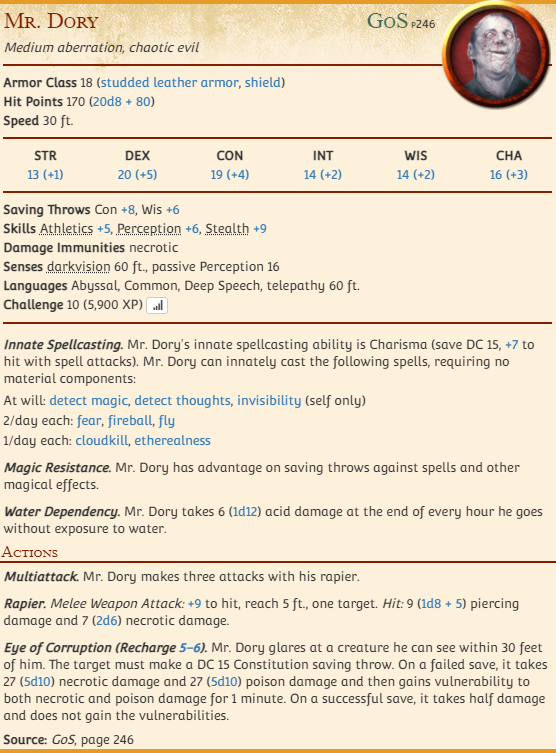 Mr. Dory
GoS P246
Medium aberration, chaotic evil
Armor Class 18 (studded leather armor, shield)
Hit Points 170 (20d8 + 80)
Speed 30 ft.
STR DEX CON INT WIS CHA
13 (+1) 20 (+5) 19 (+4) 14 (+2) 14 (+2) 16 (+3)
Saving Throws Con +8, Wis +6
Skills Athletics +5, Perception +6, Stealth +9
Damage Immunities necrotic
Senses darkvision 60 ft., passive Perception 16
Languages Abyssal, Common, Deep Speech, telepathy 60 ft.
Challenge 10 (5,900 XP)
Innate Spellcasting. Mr. Dory's innate spellcasting ability is Charisma (save DC 15, +7 to
hit with spell attacks). Mr. Dory can innately cast the following spells, requiring no
material components:
At will: detect magic, detect thoughts, invisibility (self only)
2/day each: fear, fireball, fly
1/day each: cloudkill, etherealness
Magic Resistance. Mr. Dory has advantage on saving throws against spells and other
magical effects.
Water Dependency. Mr. Dory takes 6 (1d12) acid damage at the end of every hour he goes
without exposure to water.
Actions
Multiattack. Mr. Dory makes three attacks with his rapier.
Rapier. Melee Weapon Attack: +9 to hit, reach 5 ft., one target. Hit: 9 (1d8 + 5) piercing
damage and 7 (2d6) necrotic damage.
Eye of Corruption (Recharge 5–6). Mr. Dory glares at a creature he can see within 30 feet
of him. The target must make a DC 15 Constitution saving throw. On a failed save, it takes
27 (5d10) necrotic damage and 27 (5d10) poison damage and then gains vulnerability to
both necrotic and poison damage for 1 minute. On a successful save, it takes half damage
and does not gain the vulnerabilities.
Source: GoS, page 246